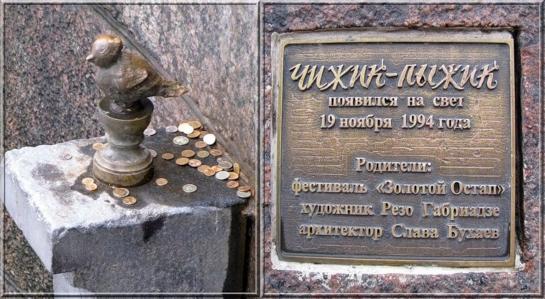 ЧИЖИК-ПЫЖИК
появился на свет
19 ноября 1994 года
Родители:
фестиваль «Золотой Остап»
художник Резо Габриадзе
архитектор Слава Бухаев